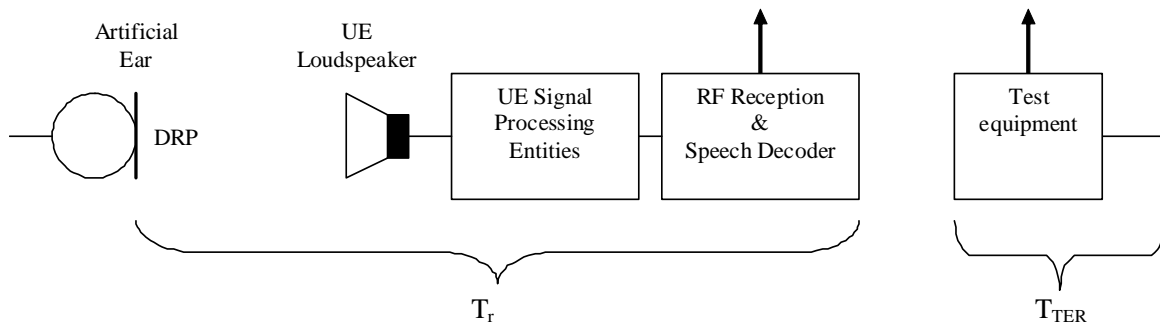 Artificial
Ear
DRP
UE
Loudspeaker
UE Signal
Processing
Entities
RF Reception
&
Speech Decoder
Test
equipment
Tr
TTER